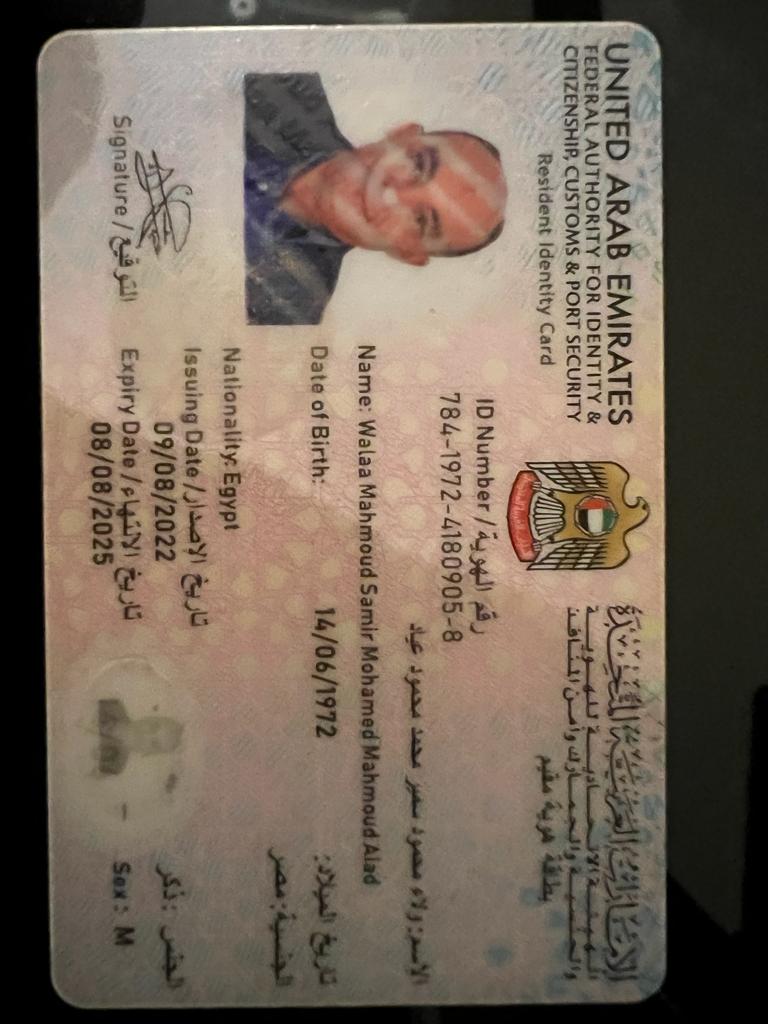 UNITED ARAB EMIRATES
FEDERAL AUTHORITY FOR IDENTITY &
CITIZENSHIP, CUSTOMS & PORT SECURITY
Resident Identity Card
الإمارات العربية المتحدة
الهيئة الاتحادية للهوية
والجنسية والجمارك وأمن المنافذ
بطاقة هوية مقيم
ID Number / رقم الهوية
784-1972-4180905-8
الاسم: ولاء محمود سمير محمد محمود عياد
Name: Walaa Mahmoud Samir Mohamed Mahmoud Aiad
Date of Birth: 14/06/1972 تاريخ الميلاد:
الجنسية: مصر
Nationality: Egypt
Issuing Date / تاريخ الإصدار
09/08/2022
Expiry Date / تاريخ الانتهاء
08/08/2025
الجنس: ذكر
Sex: M
Signature / التوقيع